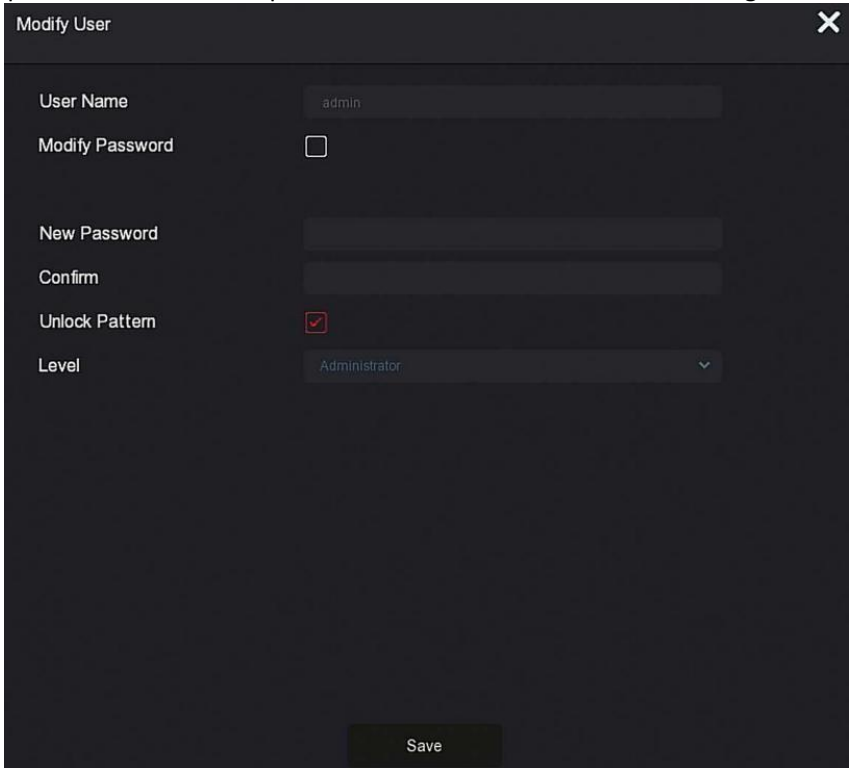 Modify User
User Name
admin
Modify Password
New Password
Confirm
Unlock Pattern
Level
Administrator
Save